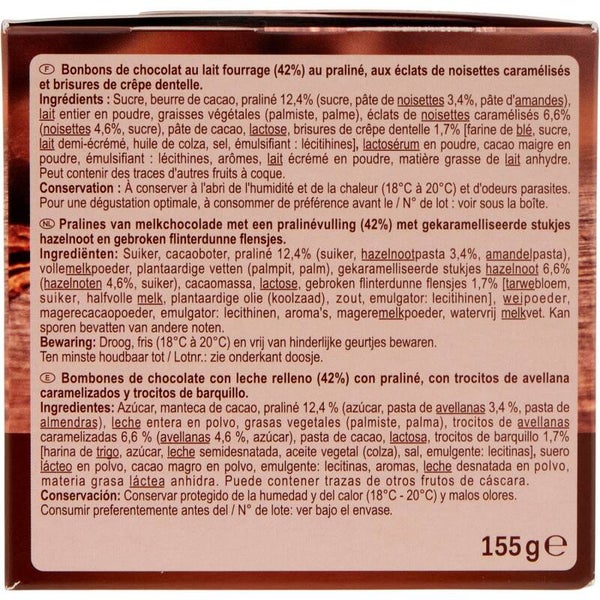 F Bonbons de chocolat au lait fourrage (42%) au praliné, aux éclats de noisettes caramélisés
et brisures de crêpe dentelle.
Ingrédients : Sucre, beurre de cacao, praliné 12,4% (sucre, pâte de noisettes 3,4%, pâte d'amandes),
lait entier en poudre, graisses végétales (palmiste, palme), éclats de noisettes caramélisés 6,6%
(noisettes 4,6%, sucre), pâte de cacao, lactose, brisures de crêpe dentelle 1,7% [farine de blé, sucre,
lait demi-écrémé, huile de colza, sel, émulsifiant : lécithines], lactosérum en poudre, cacao maigre en
poudre, émulsifiant : lécithines, arômes, lait écrémé en poudre, matière grasse de lait anhydre.
Peut contenir des traces d'autres fruits à coque.
Conservation : À conserver à l'abri de l'humidité et de la chaleur (18°C à 20°C) et d'odeurs parasites.
Pour une dégustation optimale, à consommer de préférence avant le / N° de lot : voir sous la boîte.
NL Pralines van melkchocolade met een pralinévulling (42%) met gekaramelliseerde stukjes
hazelnoot en gebroken flinterdunne flensjes.
Ingrediënten: Suiker, cacaoboter, praliné 12,4% (suiker, hazelnootpasta 3,4%, amandelpasta),
vollemelkpoeder, plantaardige vetten (palmpit, palm), gekaramelliseerde stukjes hazelnoot 6,6%
(hazelnoten 4,6%, suiker), cacaomassa, lactose, gebroken flinterdunne flensjes 1,7% [tarwebloem,
suiker, halfvolle melk, plantaardige olie (koolzaad), zout, emulgator: lecithinen], weipoeder,
magerecacaopoeder, emulgator: lecithinen, aroma's, mageremelkpoeder, watervrij melkvet. Kan
sporen bevatten van andere noten.
Bewaring: Droog, fris (18°C à 20°C) en vrij van hinderlijke geurtjes bewaren.
Ten minste houdbaar tot / Lotnr.: zie onderkant doosje.
E Bombones de chocolate con leche relleno (42%) con praliné, con trocitos de avellana
caramelizados y trocitos de barquillo.
Ingredientes: Azúcar, manteca de cacao, praliné 12,4 % (azúcar, pasta de avellanas 3,4 %, pasta de
almendras), leche entera en polvo, grasas vegetales (palmiste, palma), trocitos de avellanas
caramelizadas 6,6 % (avellanas 4,6 %, azúcar), pasta de cacao, lactosa, trocitos de barquillo 1,7%
[harina de trigo, azúcar, leche semidesnatada, aceite vegetal (colza), sal, emulgente: lecitinas], suero
lácteo en polvo, cacao magro en polvo, emulgente: lecitinas, aromas, leche desnatada en polvo,
materia grasa láctea anhidra. Puede contener trazas de otros frutos de cáscara.
Conservación: Conservar protegido de la humedad y del calor (18°C - 20°C) y malos olores.
Consumir preferentemente antes del / N° de lote: ver bajo el envase.
155 g e